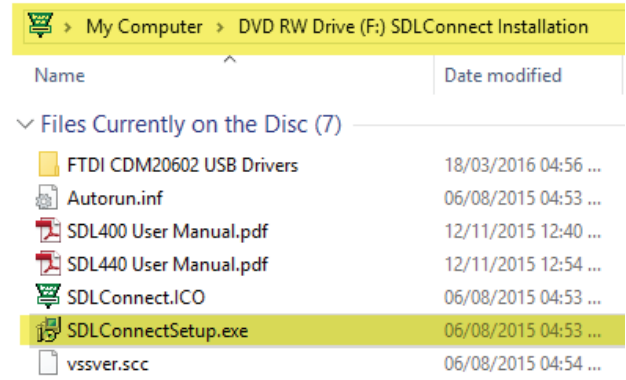 My Computer > DVD RW Drive (F:) SDLConnect Installation
Name Date modified
Files Currently on the Disc (7)
FTDI CDM20602 USB Drivers 18/03/2016 04:56 ...
Autorun.inf 06/08/2015 04:53 ...
SDL400 User Manual.pdf 12/11/2015 12:40 ...
SDL440 User Manual.pdf 12/11/2015 12:54 ...
SDLConnect.ICO 06/08/2015 04:53 ...
SDLConnectSetup.exe 06/08/2015 04:53 ...
vssver.scc 06/08/2015 04:54 ...